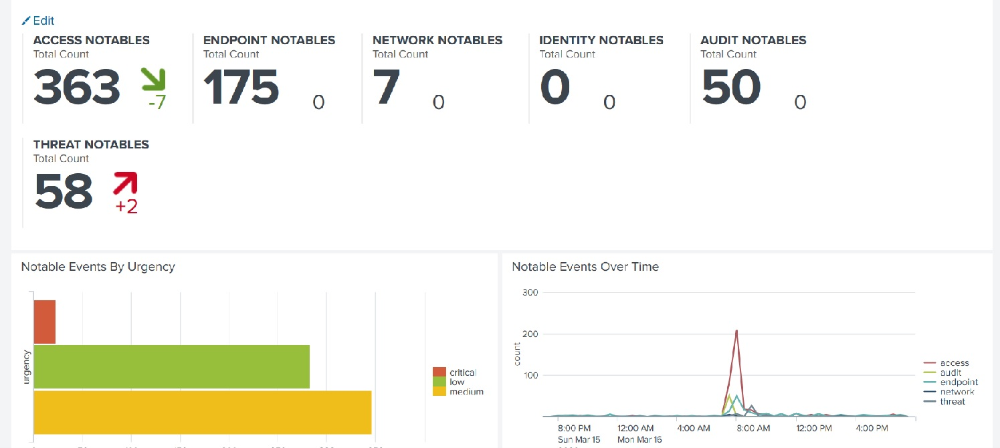 Edit
ACCESS NOTABLES
Total Count
363
-7
ENDPOINT NOTABLES
Total Count
175
0
NETWORK NOTABLES
Total Count
7
0
IDENTITY NOTABLES
Total Count
0
0
AUDIT NOTABLES
Total Count
50
0
THREAT NOTABLES
Total Count
58
+2
Notable Events By Urgency
urgency
critical
low
medium
Notable Events Over Time
300
200
100
count
access
audit
endpoint
network
threat
8:00 PM 12:00 AM 4:00 AM 8:00 AM 12:00 PM 4:00 PM
Sun Mar 15 Mon Mar 16